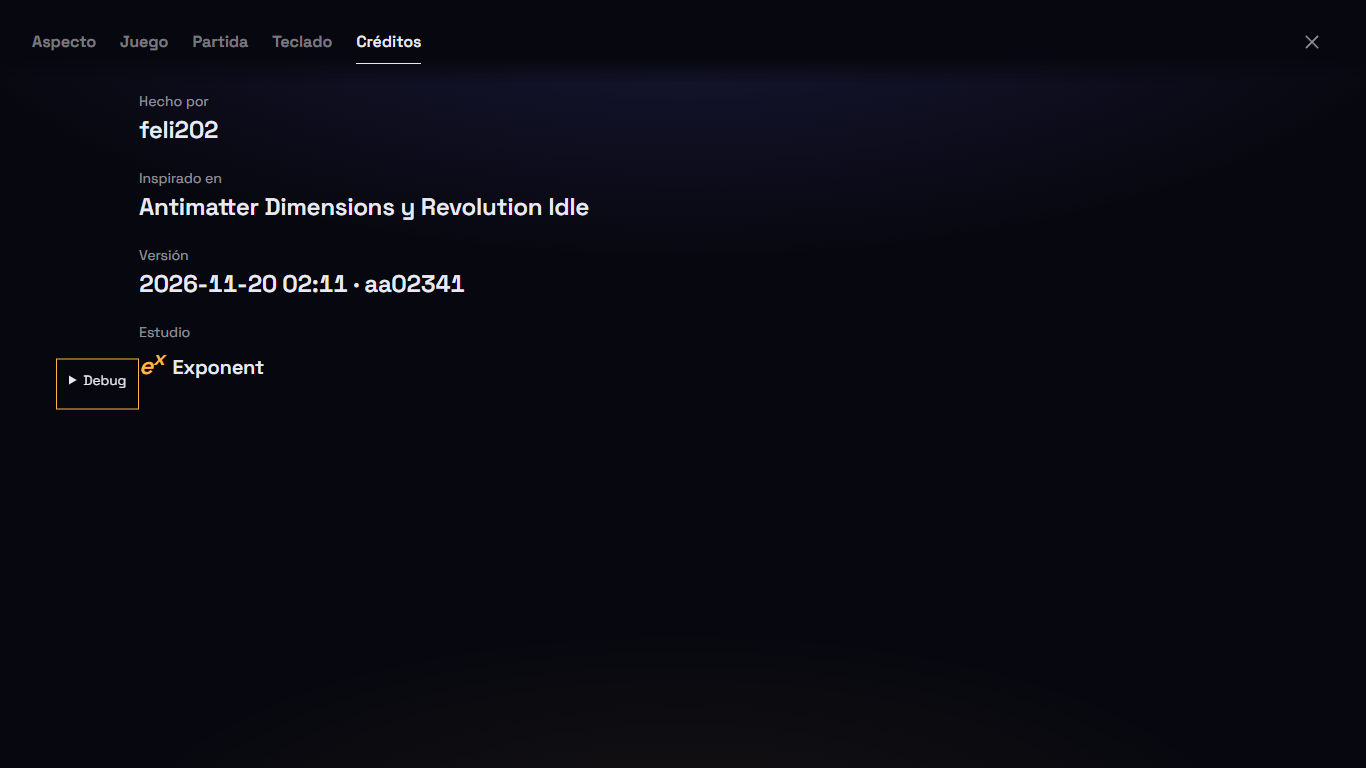 Aspecto Juego Partida Teclado Créditos
Hecho por
feli202
Inspirado en
Antimatter Dimensions y Revolution Idle
Versión
2026-11-20 02:11 · aa02341
Estudio
eˣ Exponent
Debug